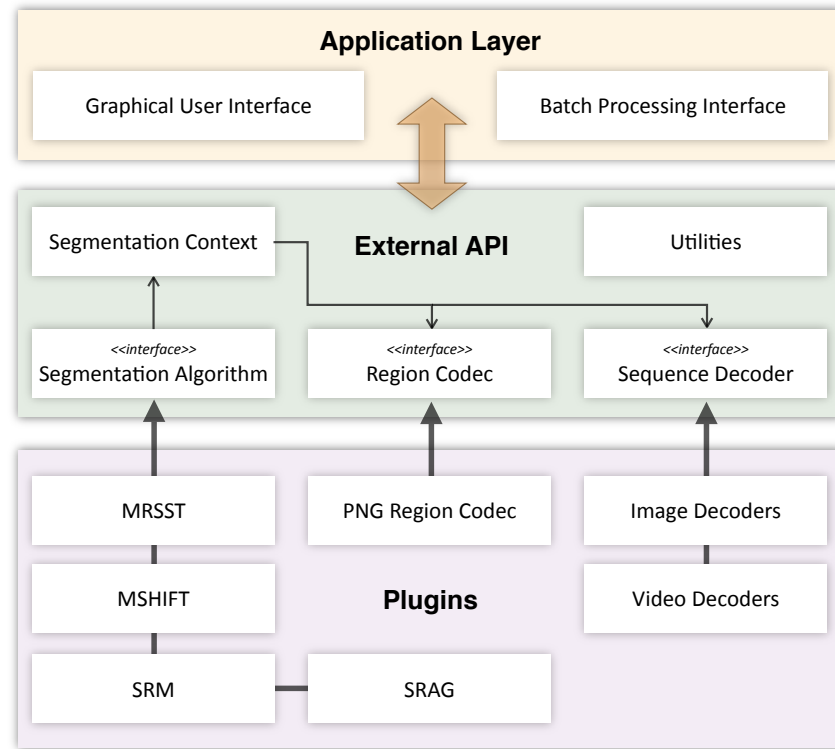 Application Layer
Graphical User Interface
Batch Processing Interface
Segmentation Context
External API
Utilities
<<interface>>
Segmentation Algorithm
<<interface>>
Region Codec
<<interface>>
Sequence Decoder
MRSST
PNG Region Codec
Image Decoders
MSHIFT
Plugins
Video Decoders
SRM
SRAG